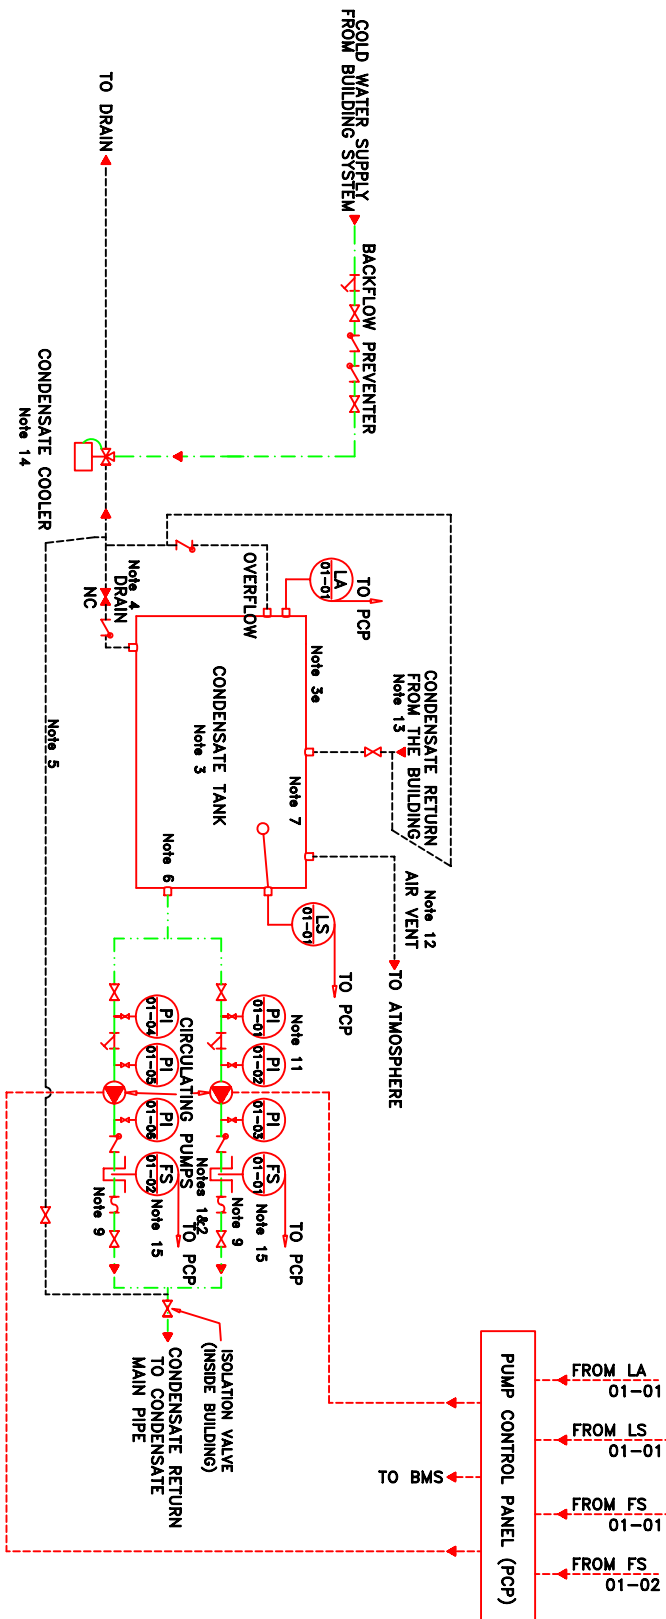 COLD WATER SUPPLY
FROM BUILDING SYSTEM
BACKFLOW PREVENTER
TO DRAIN
CONDENSATE COOLER
Note 14
Note 4
DRAIN
NC
OVERFLOW
LA
01-01
TO PCP
Note 3e
CONDENSATE TANK
Note 3
Note 7
Note 6
Note 5
CONDENSATE RETURN
FROM THE BUILDING
Note 13
Note 12
AIR VENT
TO ATMOSPHERE
LS
01-01
TO PCP
PI
01-01
Note 11
PI
01-02
PI
01-03
FS
01-01
Note 15
TO PCP
Note 9
PI
01-04
PI
01-05
PI
01-06
FS
01-02
Note 15
TO PCP
Note 9
CIRCULATING PUMPS
Notes 1&2
ISOLATION VALVE
(INSIDE BUILDING)
CONDENSATE RETURN
TO CONDENSATE
MAIN PIPE
PUMP CONTROL PANEL (PCP)
FROM LA
01-01
FROM LS
01-01
FROM FS
01-01
FROM FS
01-02
TO BMS